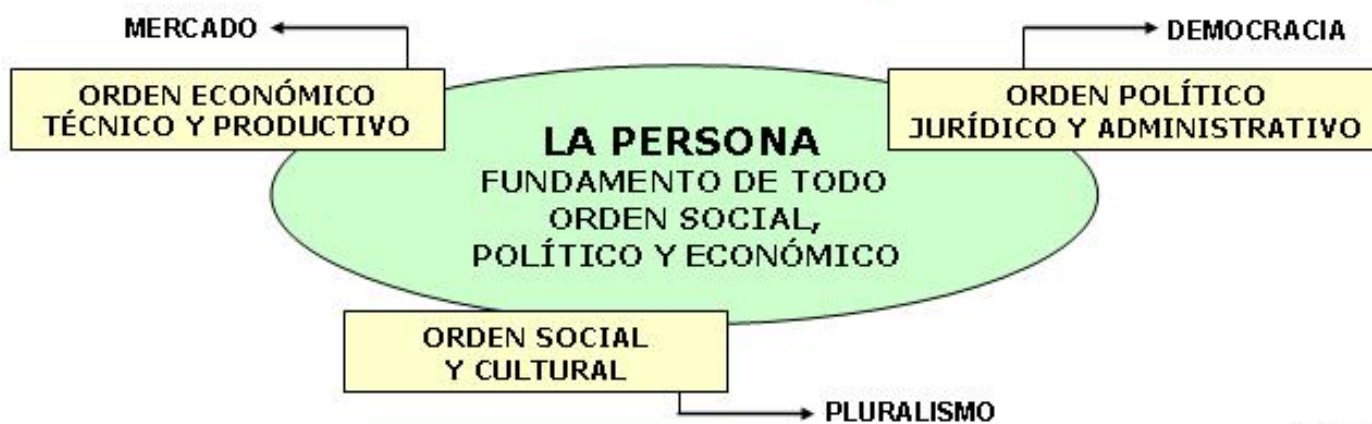 MERCADO
DEMOCRACIA
ORDEN ECONÓMICO
TÉCNICO Y PRODUCTIVO
ORDEN POLÍTICO
JURÍDICO Y ADMINISTRATIVO
LA PERSONA
FUNDAMENTO DE TODO
ORDEN SOCIAL,
POLÍTICO Y ECONÓMICO
ORDEN SOCIAL
Y CULTURAL
PLURALISMO